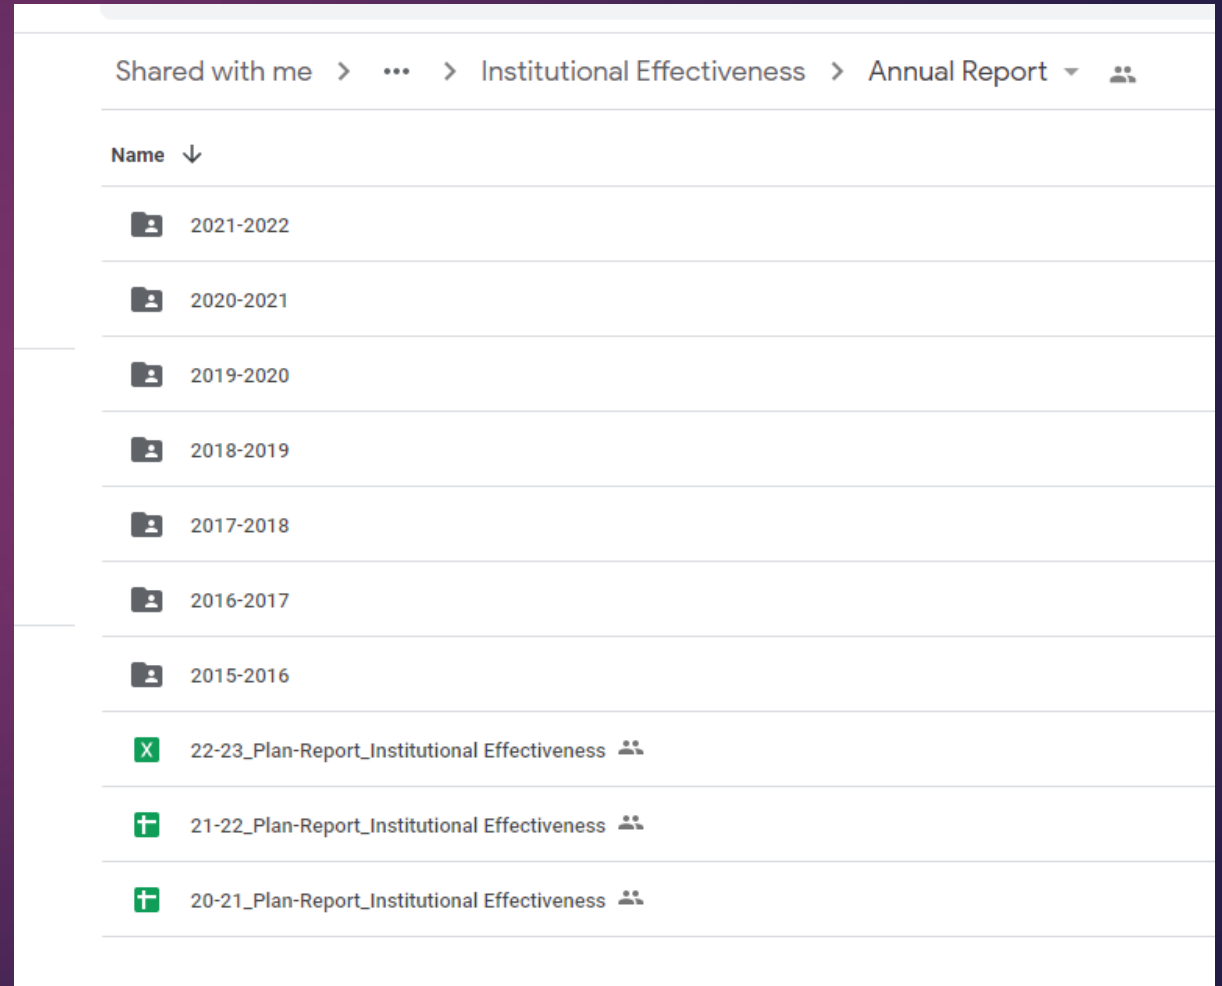 Shared with me > ••• > Institutional Effectiveness > Annual Report
Name
2021-2022
2020-2021
2019-2020
2018-2019
2017-2018
2016-2017
2015-2016
X 22-23_Plan-Report_Institutional Effectiveness
21-22_Plan-Report_Institutional Effectiveness
20-21_Plan-Report_Institutional Effectiveness